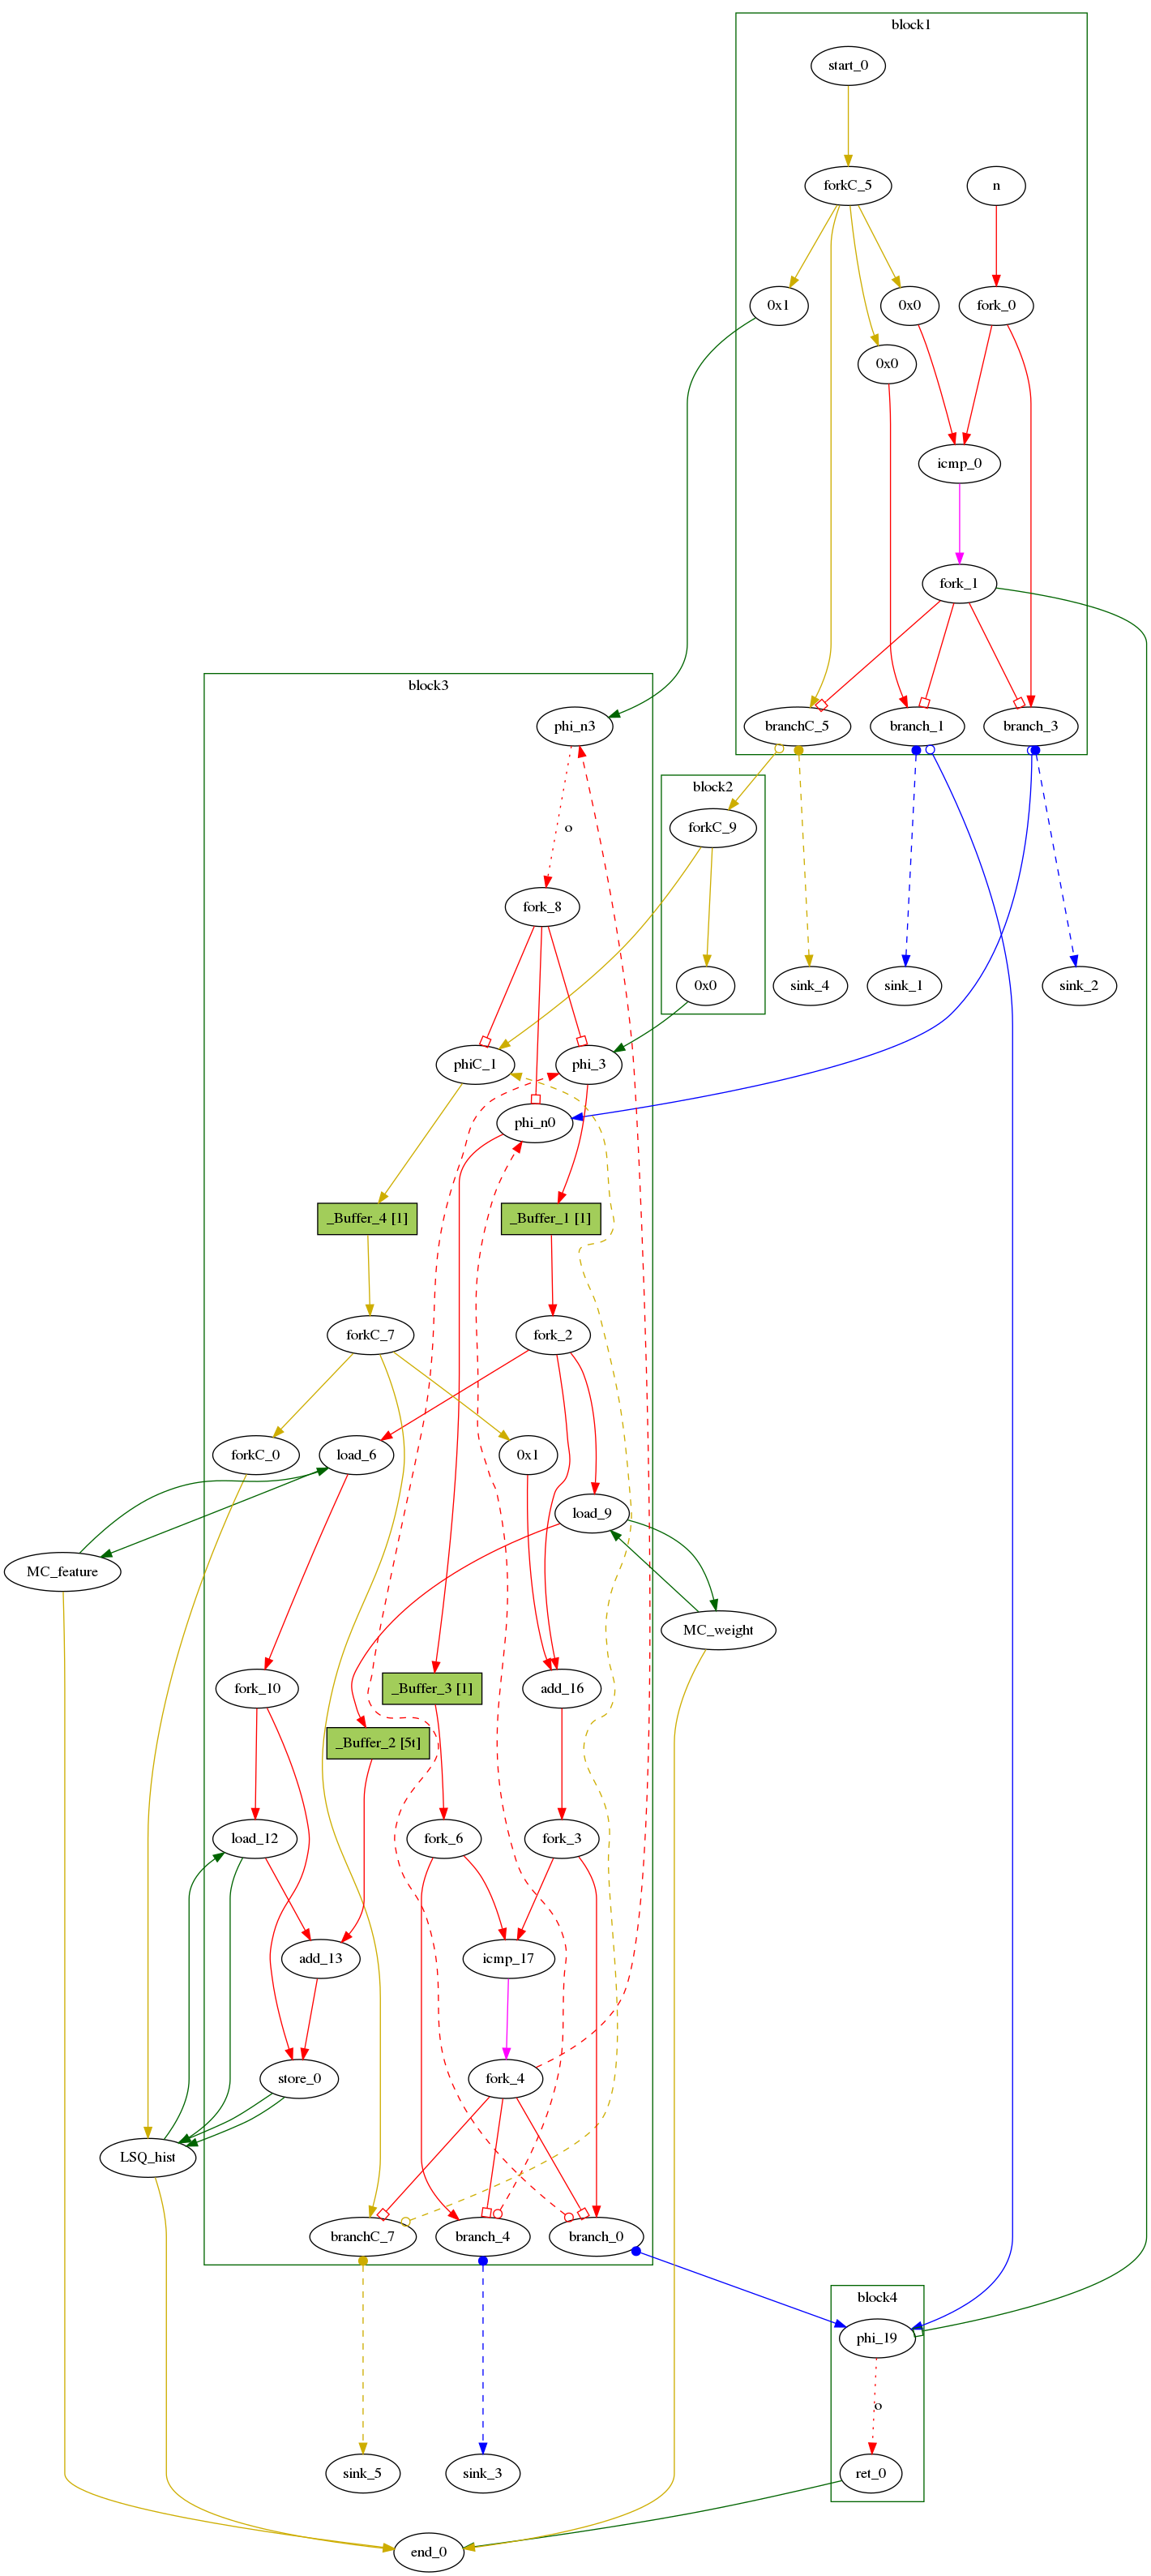 block1
start_0
forkC_5
n
0x1
0x0
fork_0
0x0
icmp_0
fork_1
block3
phi_n3
branchC_5
branch_1
branch_3
block2
forkC_9
o
fork_8
0x0
sink_4
sink_1
sink_2
phiC_1
phi_3
phi_n0
_Buffer_4 [1]
_Buffer_1 [1]
forkC_7
fork_2
forkC_0
load_6
0x1
load_9
MC_feature
MC_weight
fork_10
_Buffer_3 [1]
add_16
_Buffer_2 [5t]
load_12
fork_6
fork_3
add_13
icmp_17
store_0
fork_4
LSQ_hist
branchC_7
branch_4
branch_0
block4
phi_19
o
sink_5
sink_3
ret_0
end_0